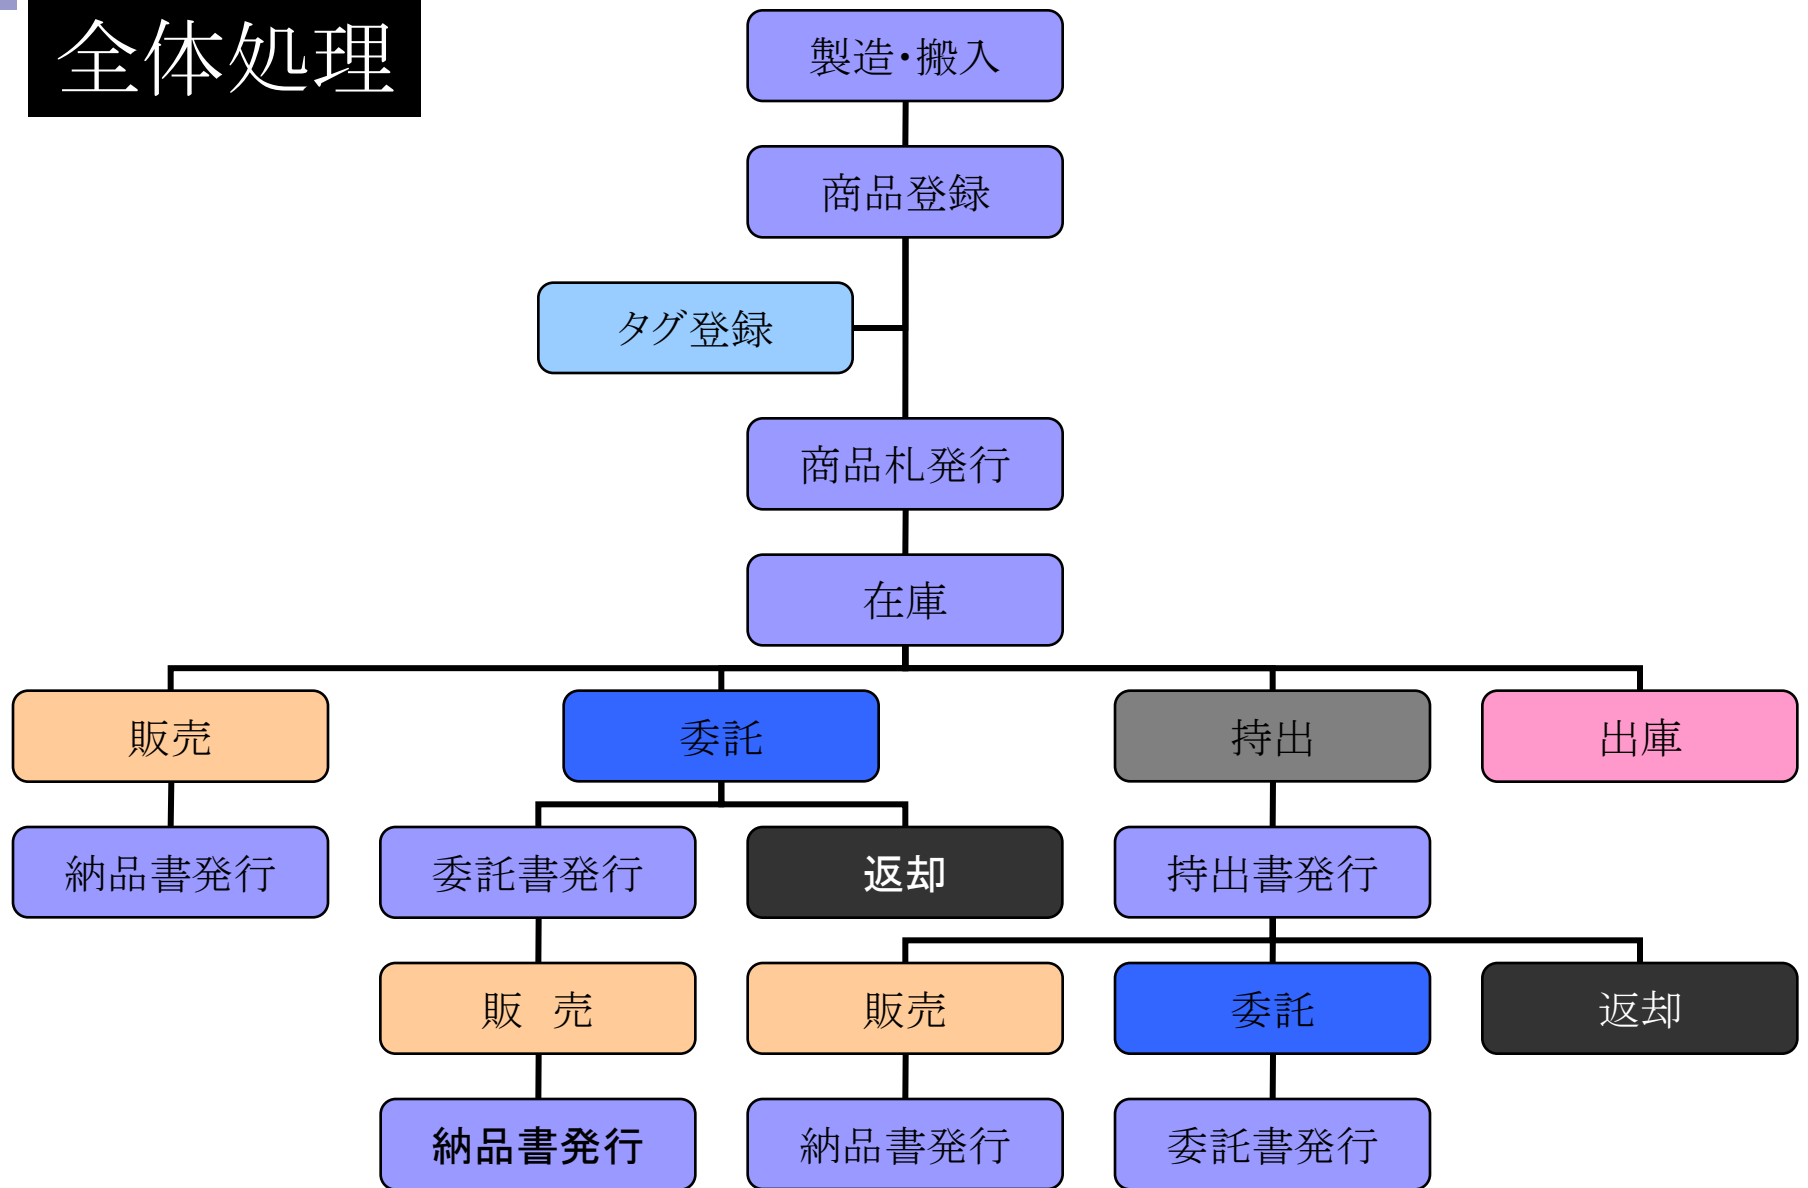 全体処理
製造・搬入
商品登録
タグ登録
商品札発行
在庫
販売
委託
持出
出庫
納品書発行
委託書発行
返却
持出書発行
販　売
販売
委託
返却
納品書発行
納品書発行
委託書発行